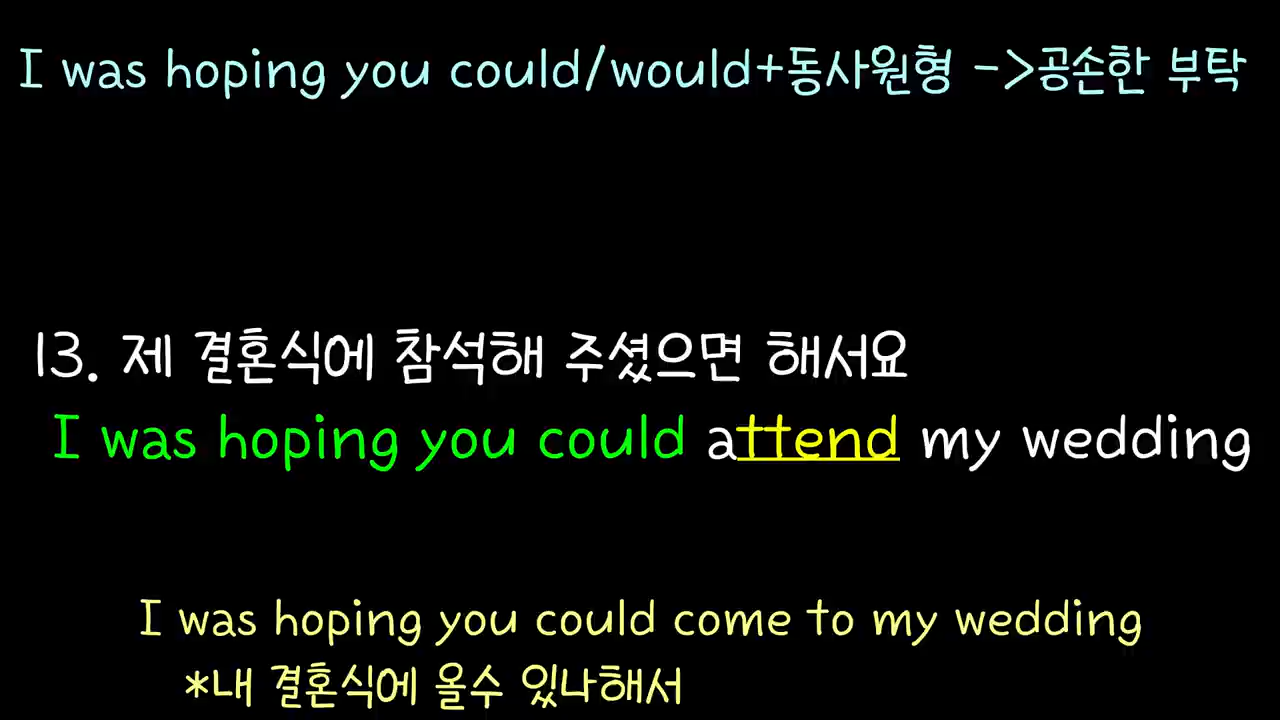 I was hoping you could/would+동사원형 ->공손한 부탁
13. 제 결혼식에 참석해 주셨으면 해서요
I was hoping you could attend my wedding
I was hoping you could come to my wedding
*내 결혼식에 올수 있나해서